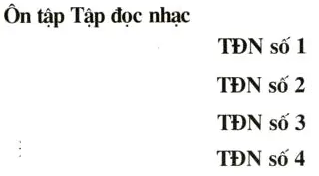 Ôn tập Tập đọc nhạc
TĐN số 1
TĐN số 2
TĐN số 3
TĐN số 4